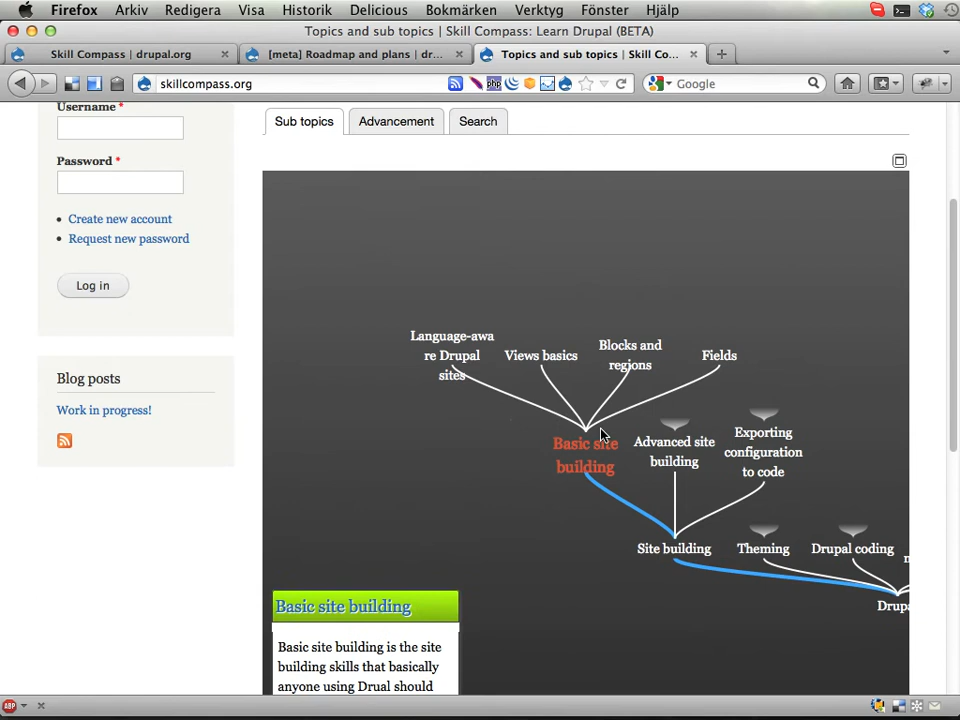 Firefox Arkiv Redigera Visa Historik Delicious Bokmärken Verktyg Fönster Hjälp
Topics and sub topics | Skill Compass: Learn Drupal (BETA)
Skill Compass | drupal.org
[meta] Roadmap and plans | dr...
Topics and sub topics | Skill Co...
skillcompass.org
php
Google
Username *
Password *
Create new account
Request new password
Log in
Blog posts
Work in progress!
Sub topics
Advancement
Search
Language-awa
re Drupal
sites
Views basics
Blocks and
regions
Fields
Basic site
building
Advanced site
building
Exporting
configuration
to code
Site building
Theming
Drupal coding
Drupa
Basic site building
Basic site building is the site
building skills that basically
anyone using Drual should
ABP